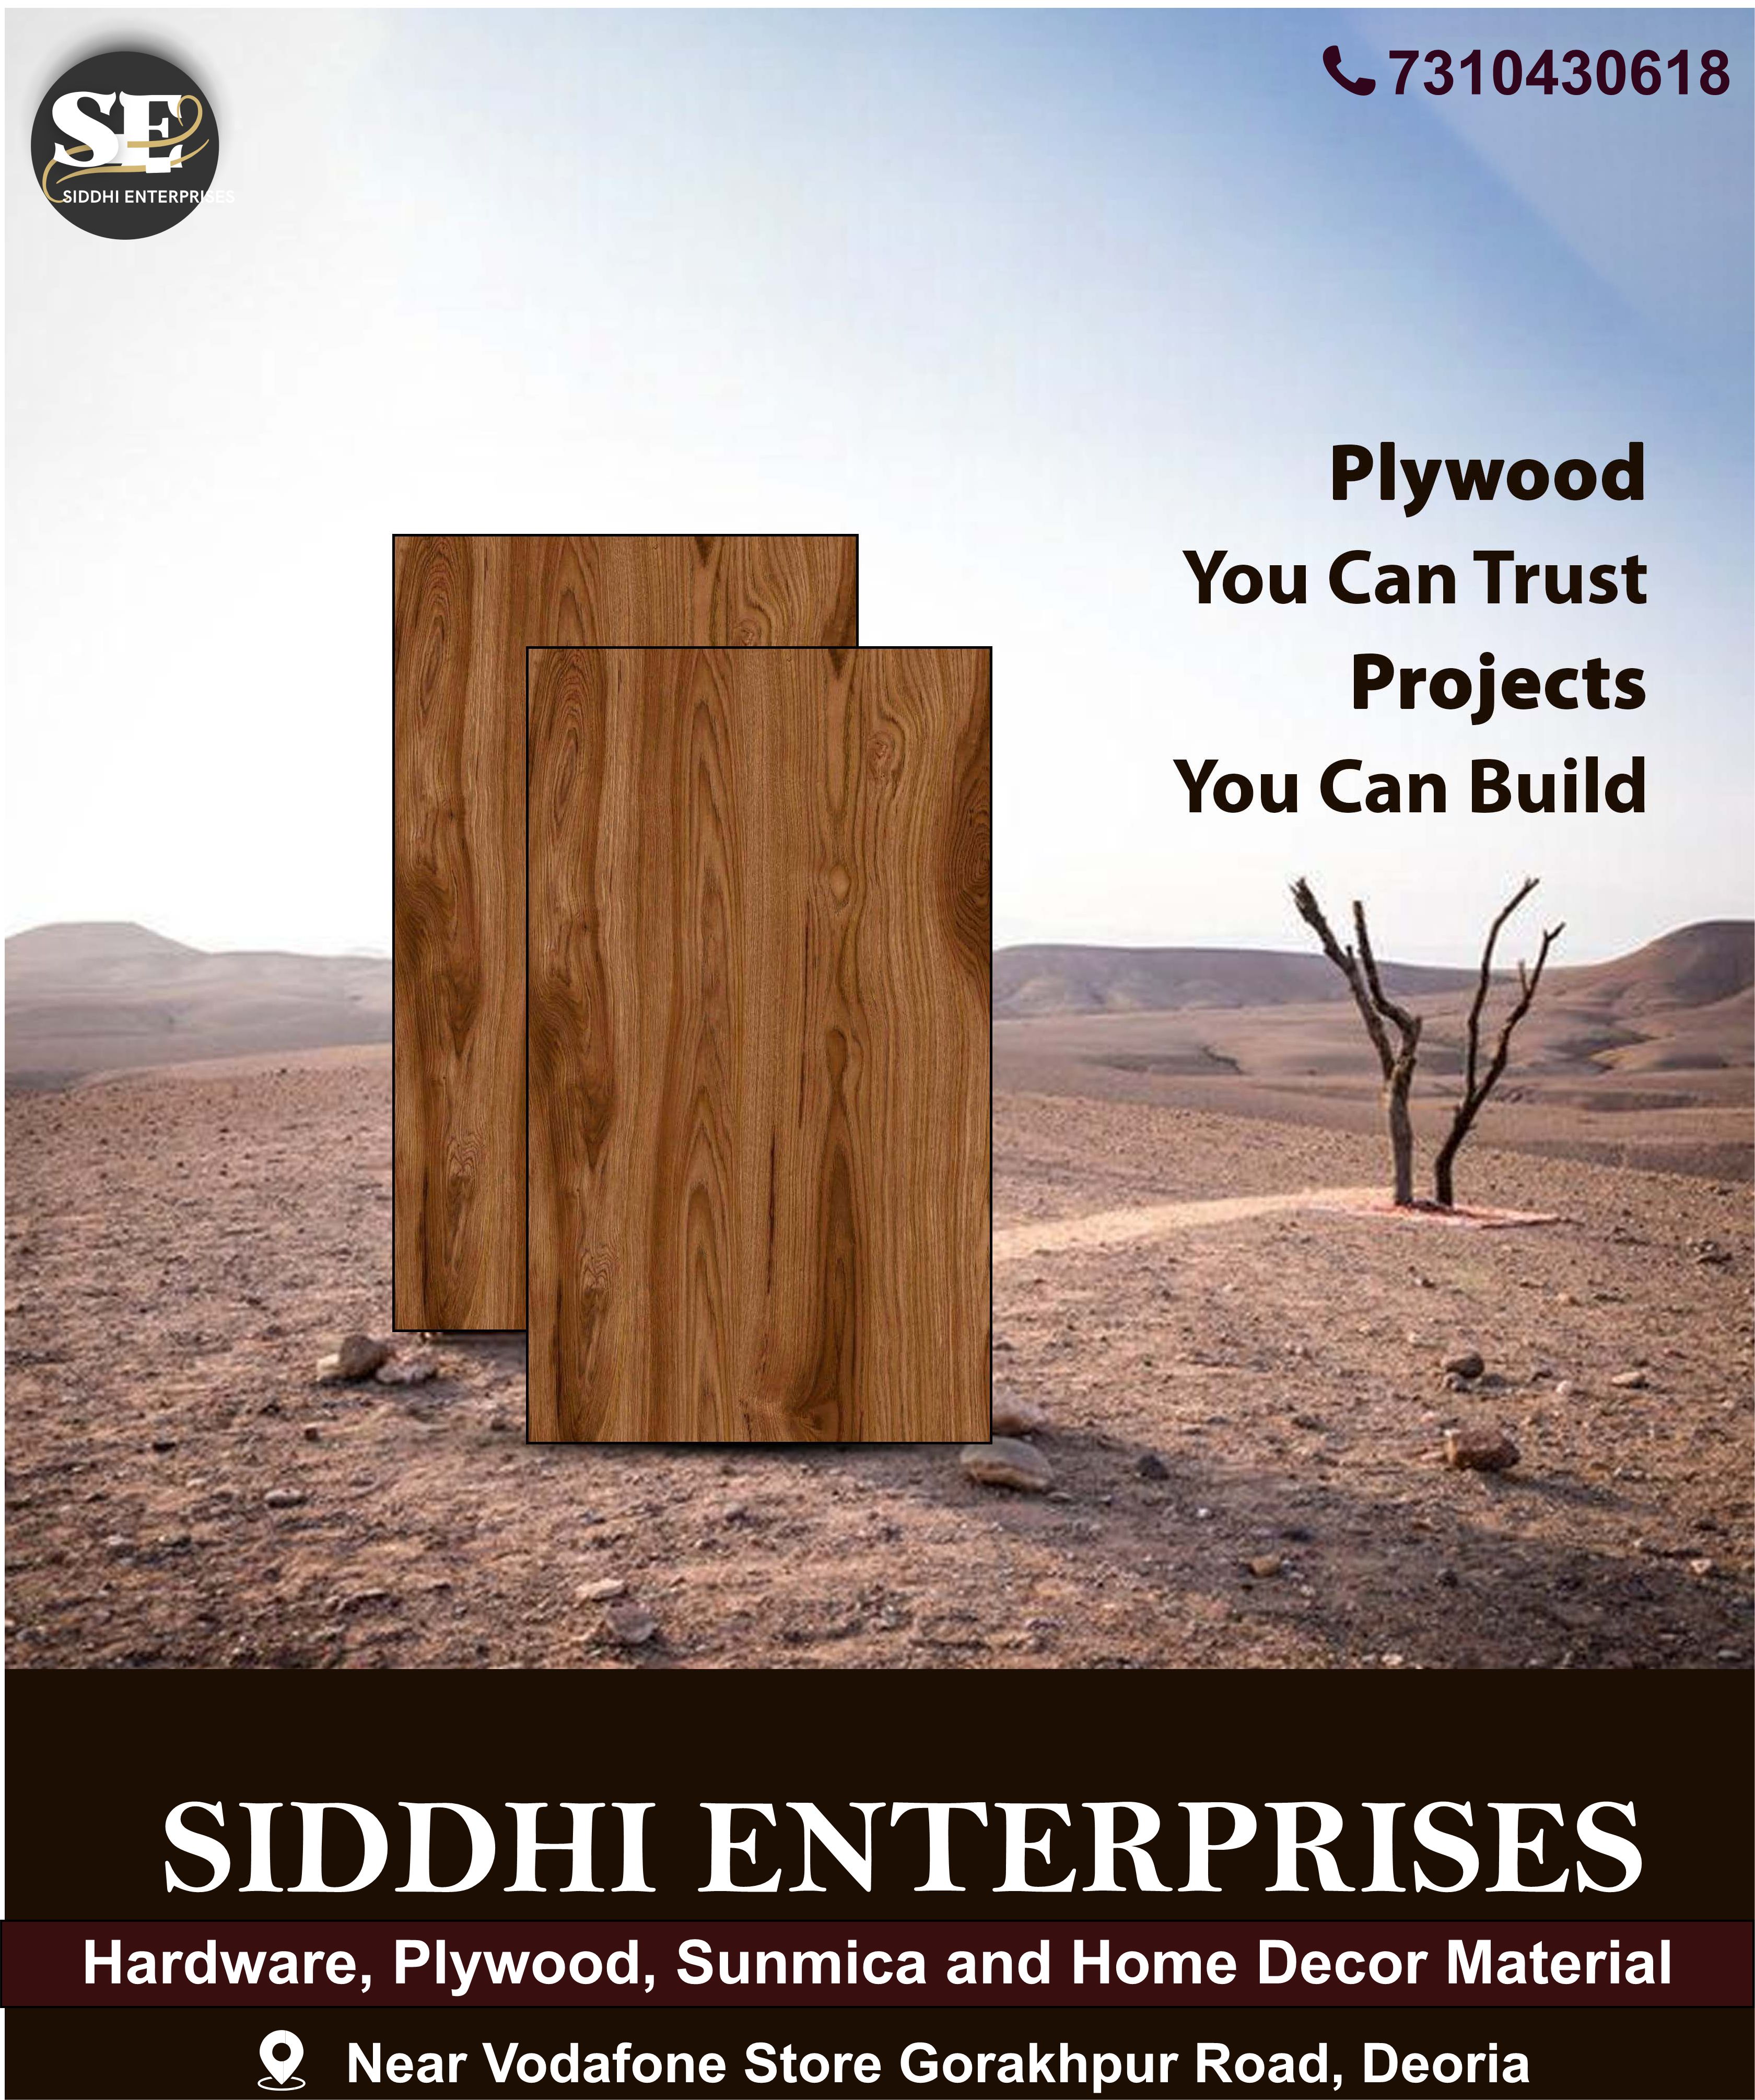 SE
SIDDHI ENTERPRISES
7310430618
Plywood
You Can Trust
Projects
You Can Build
SIDDHI ENTERPRISES
Hardware, Plywood, Sunmica and Home Decor Material
Near Vodafone Store Gorakhpur Road, Deoria